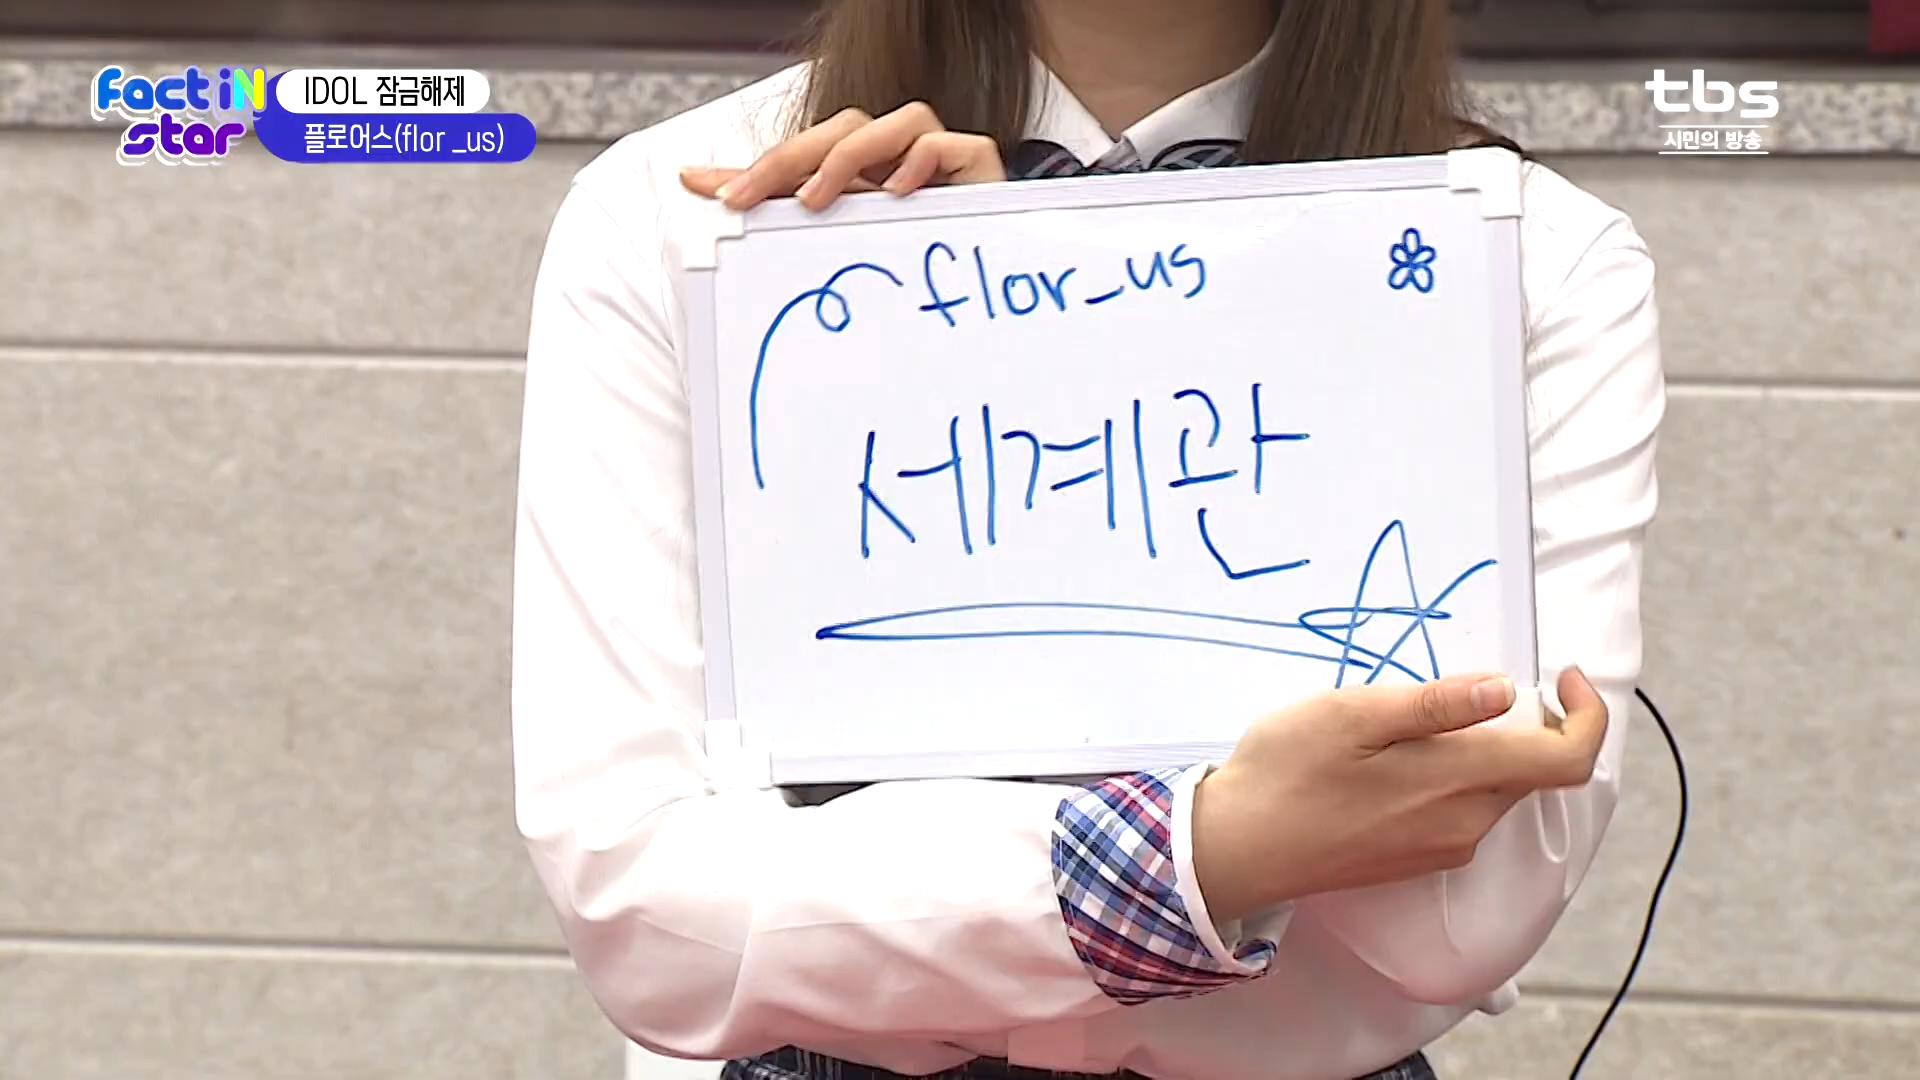 Fact iN
star
IDOL 잠금해제
플로어스(flor _us)
tbs
시민의 방송
flor_us
세계관